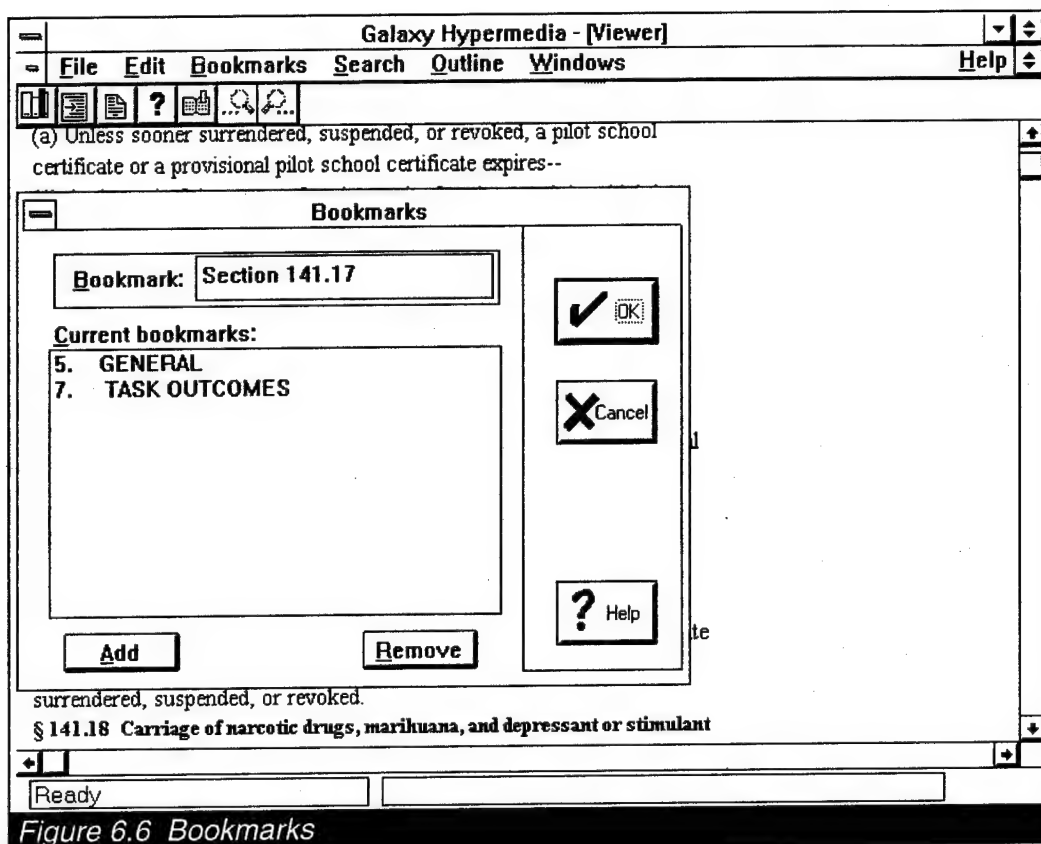 Galaxy Hypermedia - [Viewer]
File Edit Bookmarks Search Outline Windows Help
?
(a) Unless sooner surrendered, suspended, or revoked, a pilot school
certificate or a provisional pilot school certificate expires--
Bookmarks
Bookmark: Section 141.17
OK
Current bookmarks:
5. GENERAL
7. TASK OUTCOMES
Cancel
? Help
Add Remove
surrendered, suspended, or revoked.
§ 141.18 Carriage of narcotic drugs, marihuana, and depressant or stimulant
Ready
Figure 6.6 Bookmarks